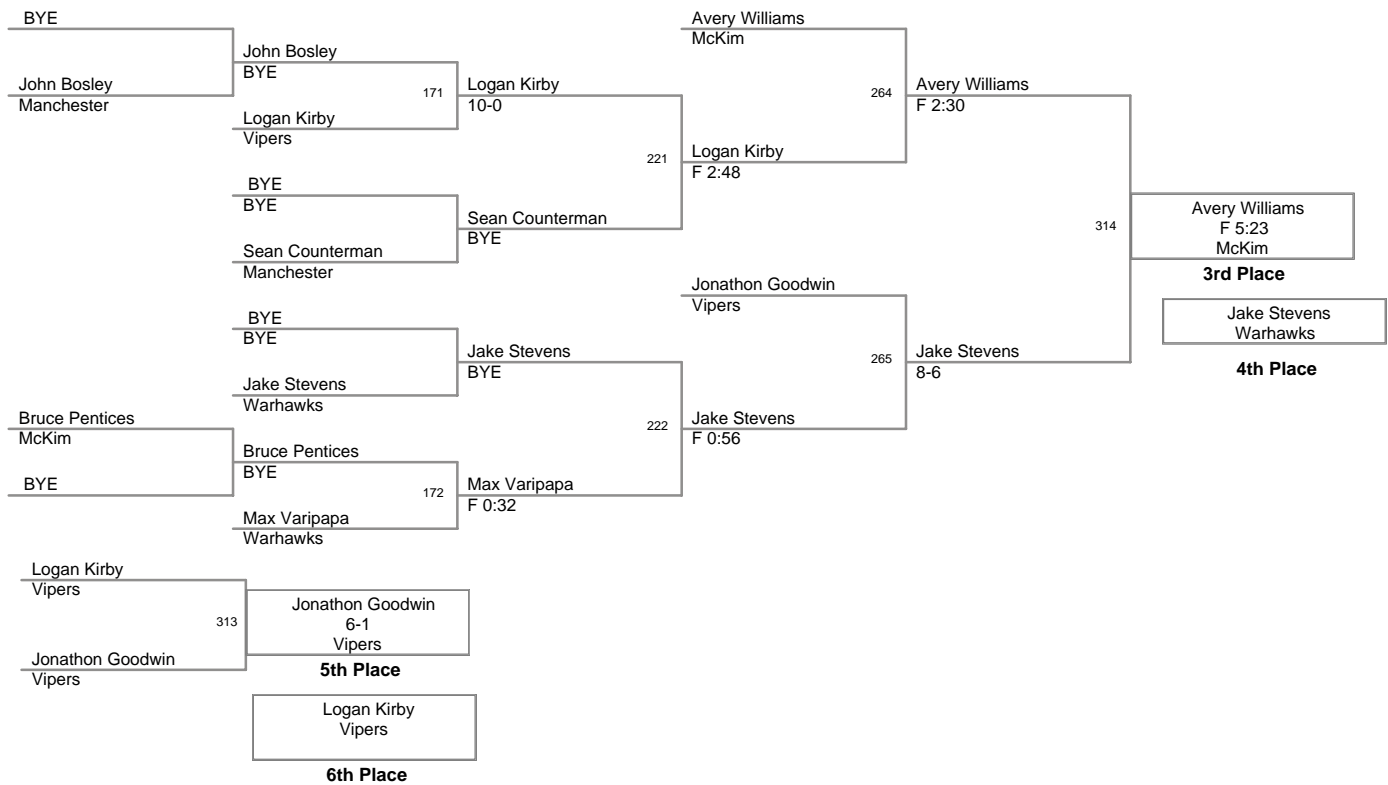 BYE
John Bosley
Manchester
John Bosley
BYE
Logan Kirby
Vipers
171
Logan Kirby
10-0
BYE
BYE
Sean Counterman
Manchester
Sean Counterman
BYE
221
Logan Kirby
F 2:48
Avery Williams
McKim
264
Avery Williams
F 2:30
BYE
BYE
Jake Stevens
Warhawks
Jake Stevens
BYE
Bruce Pentices
McKim
BYE
Bruce Pentices
BYE
Max Varipapa
Warhawks
172
Max Varipapa
F 0:32
222
Jake Stevens
F 0:56
Jonathon Goodwin
Vipers
265
Jake Stevens
8-6
314
Avery Williams
F 5:23
McKim
3rd Place
Jake Stevens
Warhawks
4th Place
Logan Kirby
Vipers
Jonathon Goodwin
Vipers
313
Jonathon Goodwin
6-1
Vipers
5th Place
Logan Kirby
Vipers
6th Place